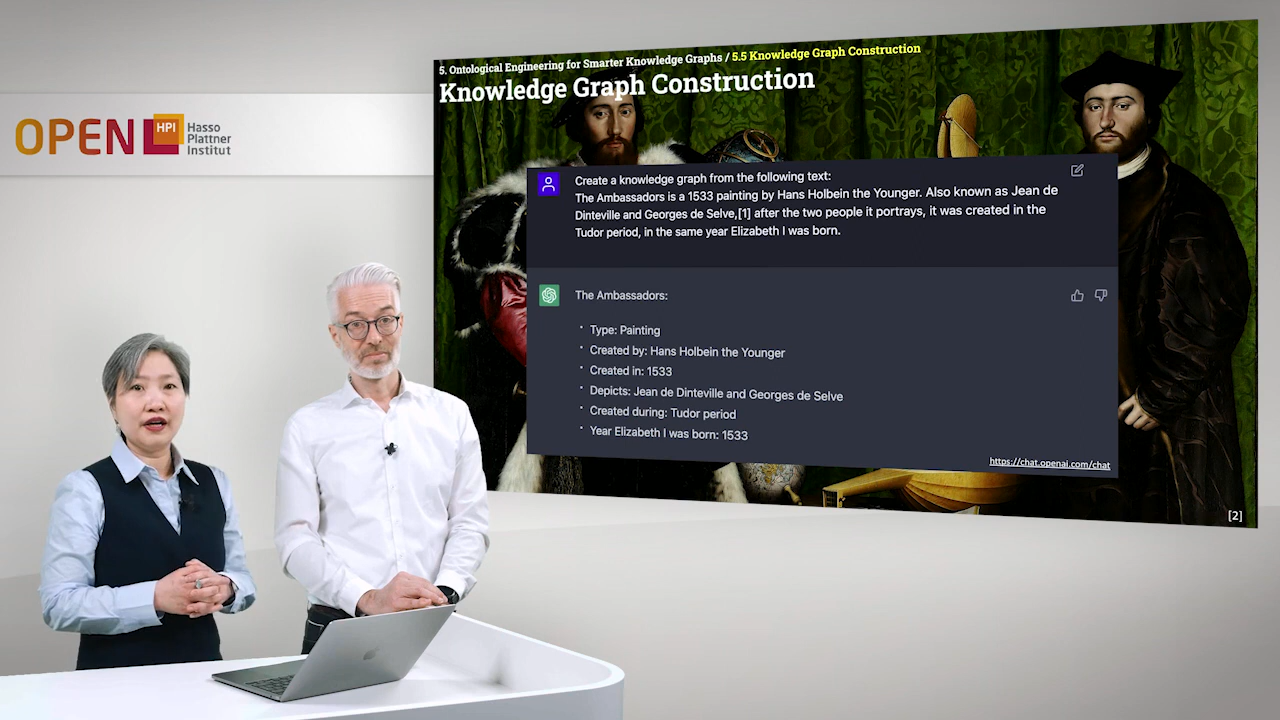 OPEN
HPI
Hasso
Plattner
Institut
5. Ontological Engineering for Smarter Knowledge Graphs / 5.5 Knowledge Graph Construction
Knowledge Graph Construction
Create a knowledge graph from the following text:
The Ambassadors is a 1533 painting by Hans Holbein the Younger. Also known as Jean de
Dinteville and Georges de Selve,[1] after the two people it portrays, it was created in the
Tudor period, in the same year Elizabeth I was born.
The Ambassadors:
• Type: Painting
• Created by: Hans Holbein the Younger
• Created in: 1533
• Depicts: Jean de Dinteville and Georges de Selve
• Created during: Tudor period
• Year Elizabeth I was born: 1533
https://chat.openai.com/chat
[2]